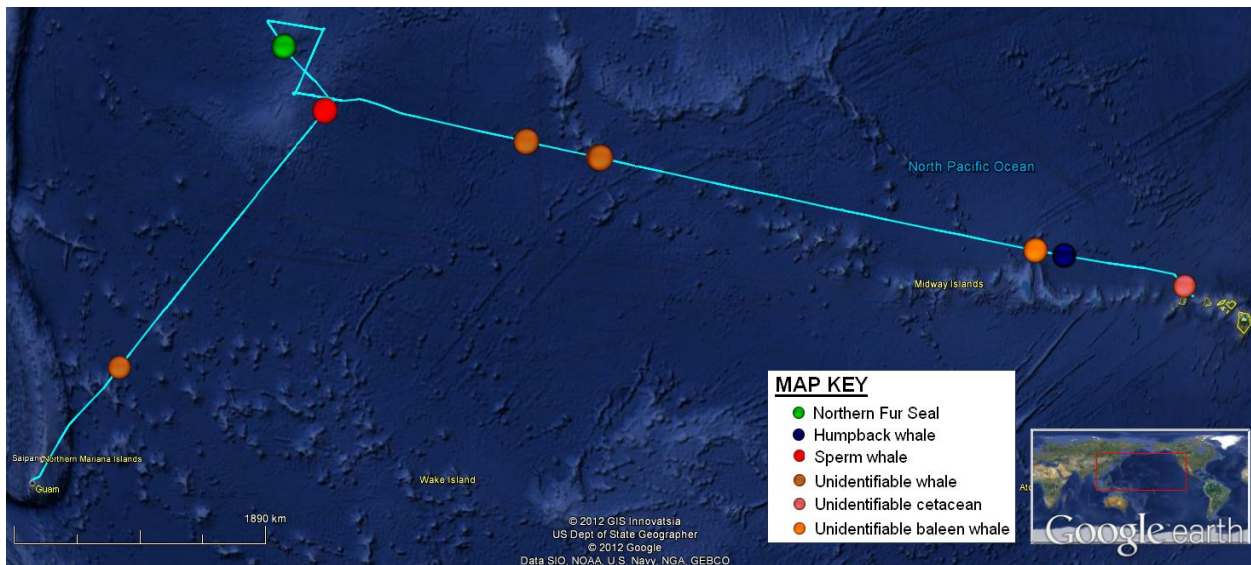 North Pacific Ocean
Midway Islands
MAP KEY
Northern Fur Seal
Humpback whale
Sperm whale
Unidentifiable whale
Unidentifiable cetacean
Unidentifiable baleen whale
Saipan
Northern Mariana Islands
Guam
Wake Island
1890 km
© 2012 GIS Innovatsia
US Dept of State Geographer
© 2012 Google
Data SIO, NOAA, U.S. Navy, NGA, GEBCO
Google earth